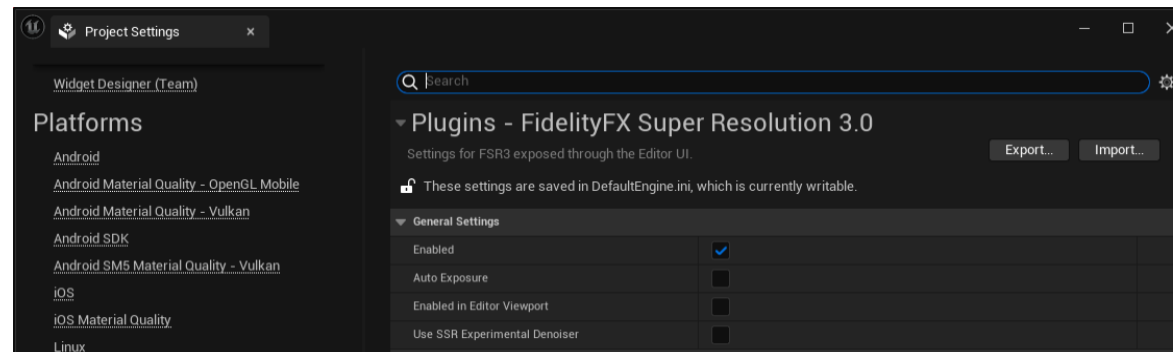 Project Settings
Widget Designer (Team)
Platforms
Android
Android Material Quality - OpenGL Mobile
Android Material Quality - Vulkan
Android SDK
Android SM5 Material Quality - Vulkan
iOS
iOS Material Quality
Linux
Search
Plugins - FidelityFX Super Resolution 3.0
Settings for FSR3 exposed through the Editor UI.
Export...
Import...
These settings are saved in DefaultEngine.ini, which is currently writable.
General Settings
Enabled
Auto Exposure
Enabled in Editor Viewport
Use SSR Experimental Denoiser